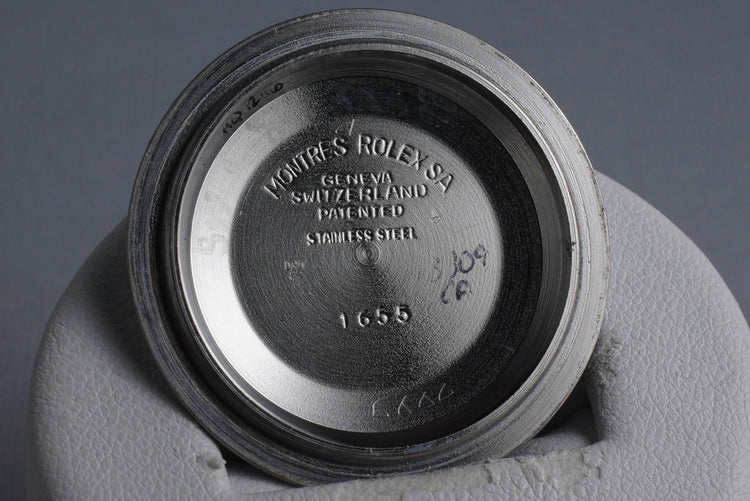 MONTRES ROLEX SA
GENEVA
SWITZERLAND
PATENTED
STAINLESS STEEL
1655